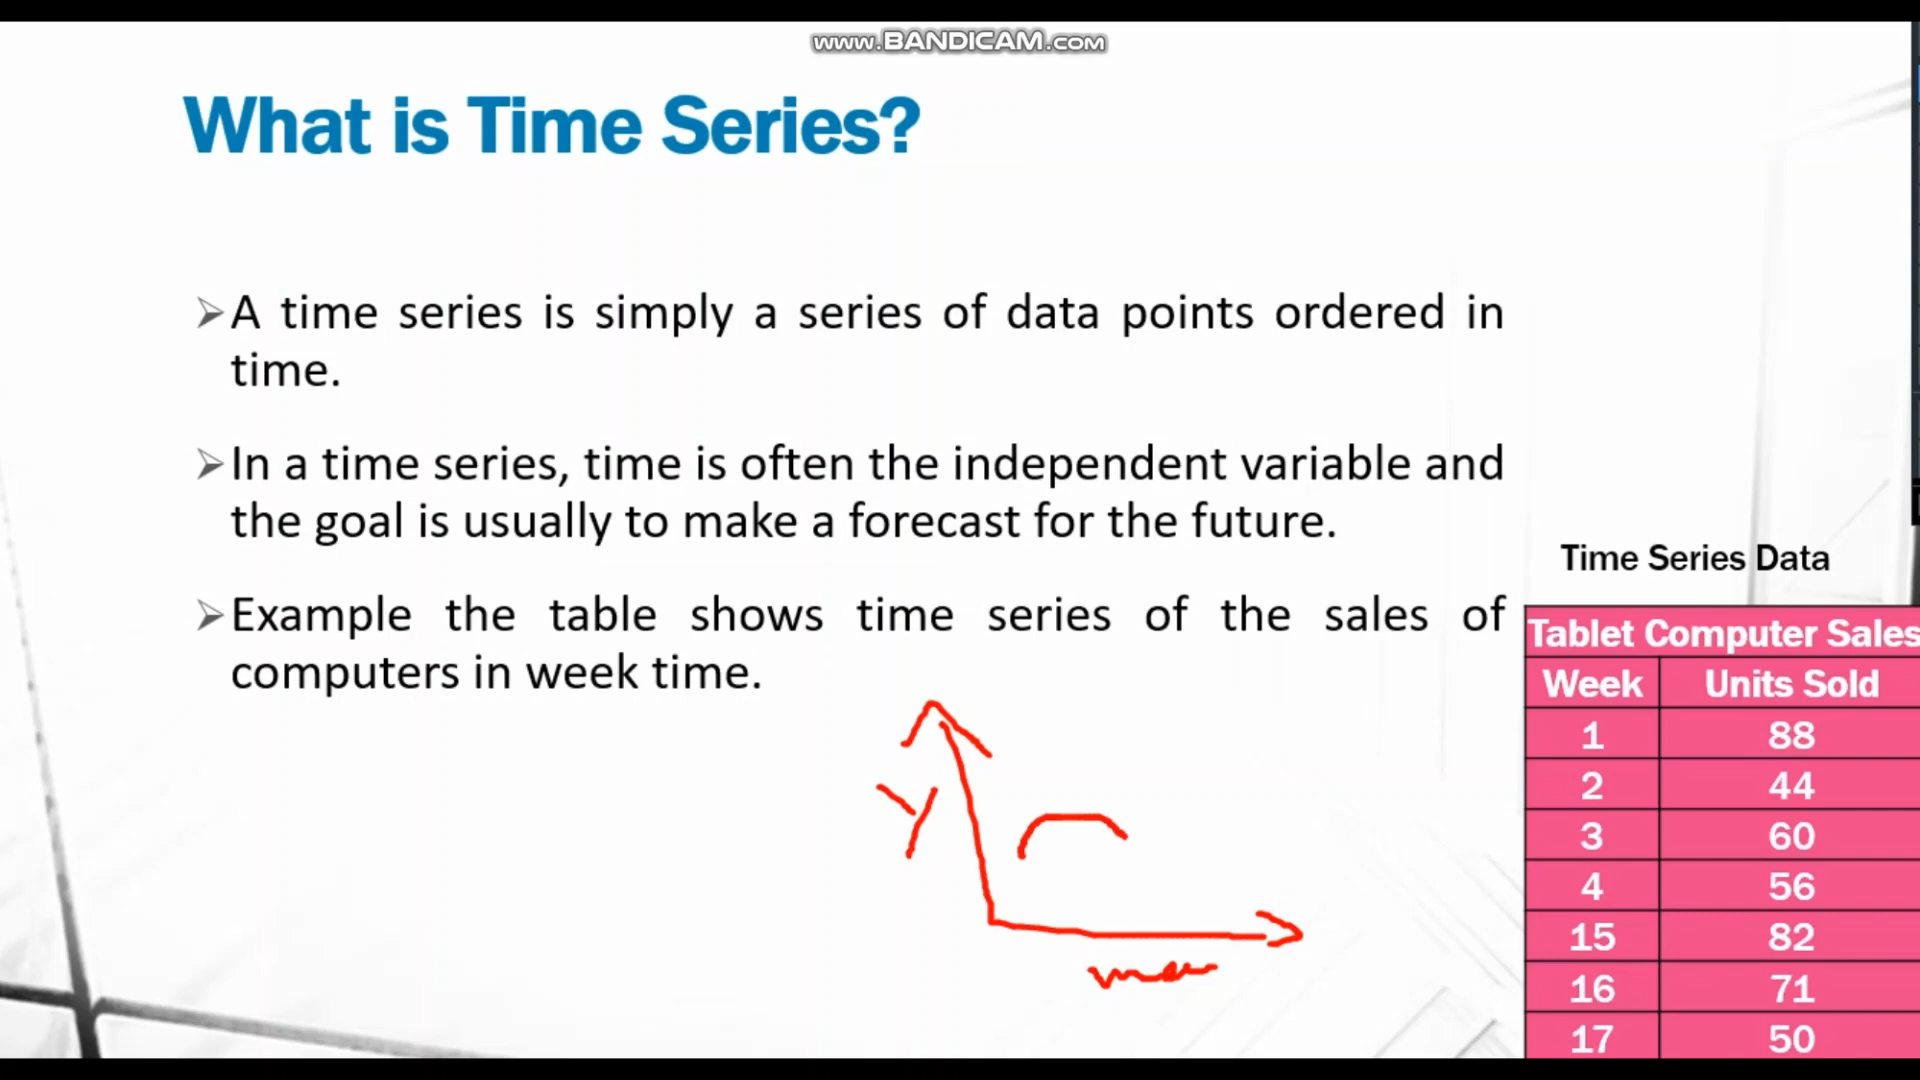 www.BANDICAM.com
What is Time Series?
A time series is simply a series of data points ordered in
time.
In a time series, time is often the independent variable and
the goal is usually to make a forecast for the future.
Example the table shows time series of the sales of
computers in week time.
Y
Time Series Data
Tablet Computer Sales
Week Units Sold
1 88
2 44
3 60
4 56
15 82
16 71
17 50